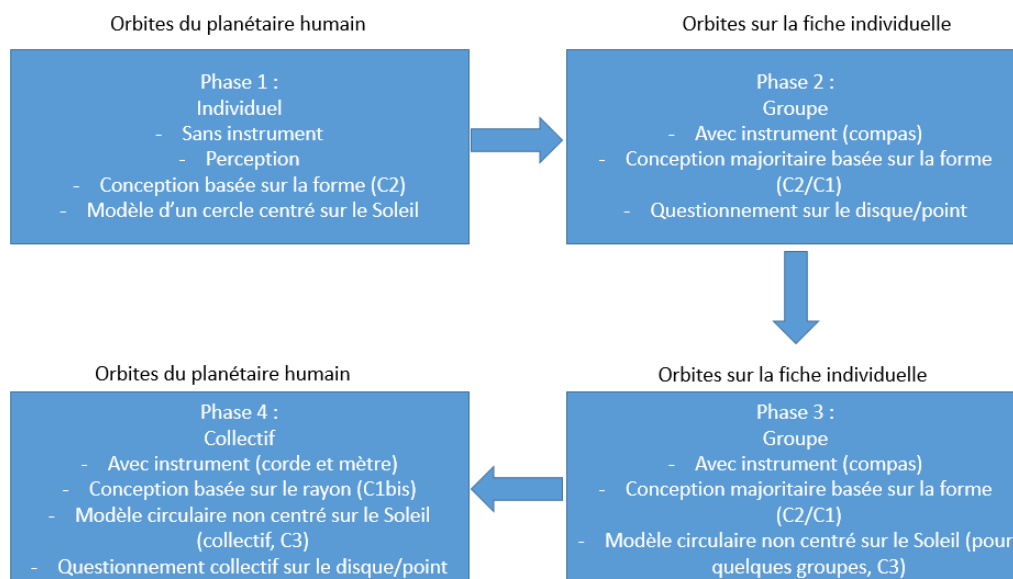 Orbites du planétaire humain
Phase 1 :
Individuel
- Sans instrument
- Perception
- Conception basée sur la forme (C2)
- Modèle d'un cercle centré sur le Soleil
Orbites sur la fiche individuelle
Phase 2 :
Groupe
- Avec instrument (compas)
- Conception majoritaire basée sur la forme
(C2/C1)
- Questionnement sur le disque/point
Orbites sur la fiche individuelle
Phase 3 :
Groupe
- Avec instrument (compas)
- Conception majoritaire basée sur la forme
(C2/C1)
- Modèle circulaire non centré sur le Soleil (pour
quelques groupes, C3)
Orbites du planétaire humain
Phase 4 :
Collectif
- Avec instrument (corde et mètre)
- Conception basée sur le rayon (C1bis)
- Modèle circulaire non centré sur le Soleil
(collectif, C3)
- Questionnement collectif sur le disque/point